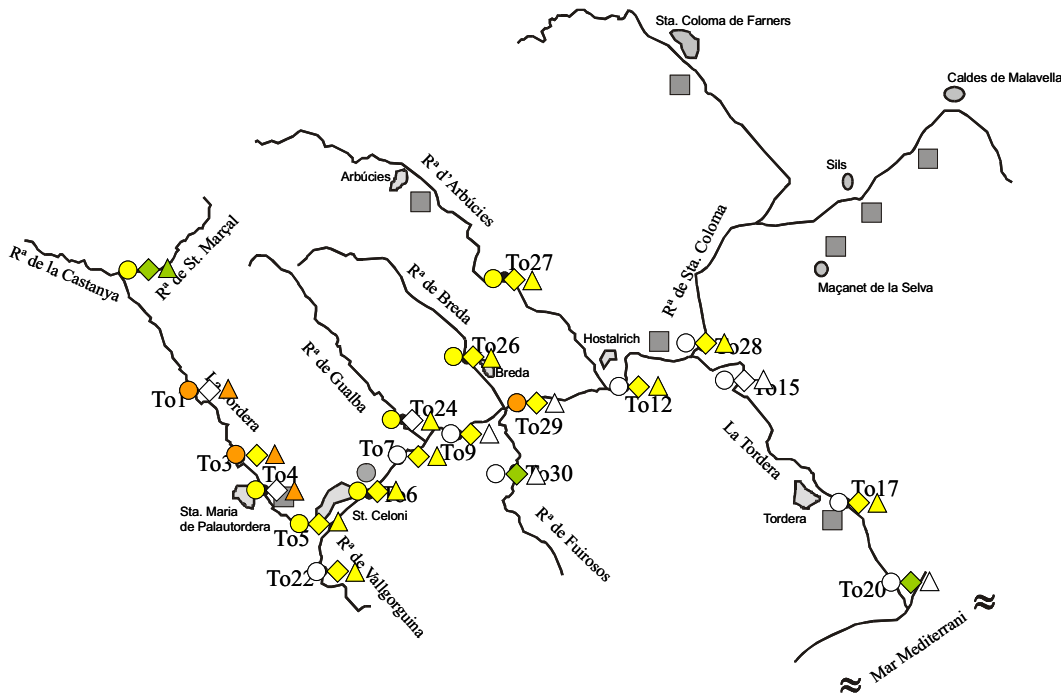 Sta. Coloma de Farners
Caldes de Malavella
Rª d'Arbúcies
Arbúcies
Sils
Rª de St. Marçal
Rª de la Castanya
Rª de Sta. Coloma
Maçanet de la Selva
To27
Rª de Breda
Hostalrich
To26
To28
Breda
Rª de Gualba
To15
La Tordera
To1
To24
To12
To29
To7
To9
La Tordera
To3
To4
To30
To6
To17
Sta. Maria
de Palautordera
St. Celoni
Tordera
To5
Rª de Vallgorguina
Rª de Fuirosos
To22
To20
≈ Mar Mediterrani ≈